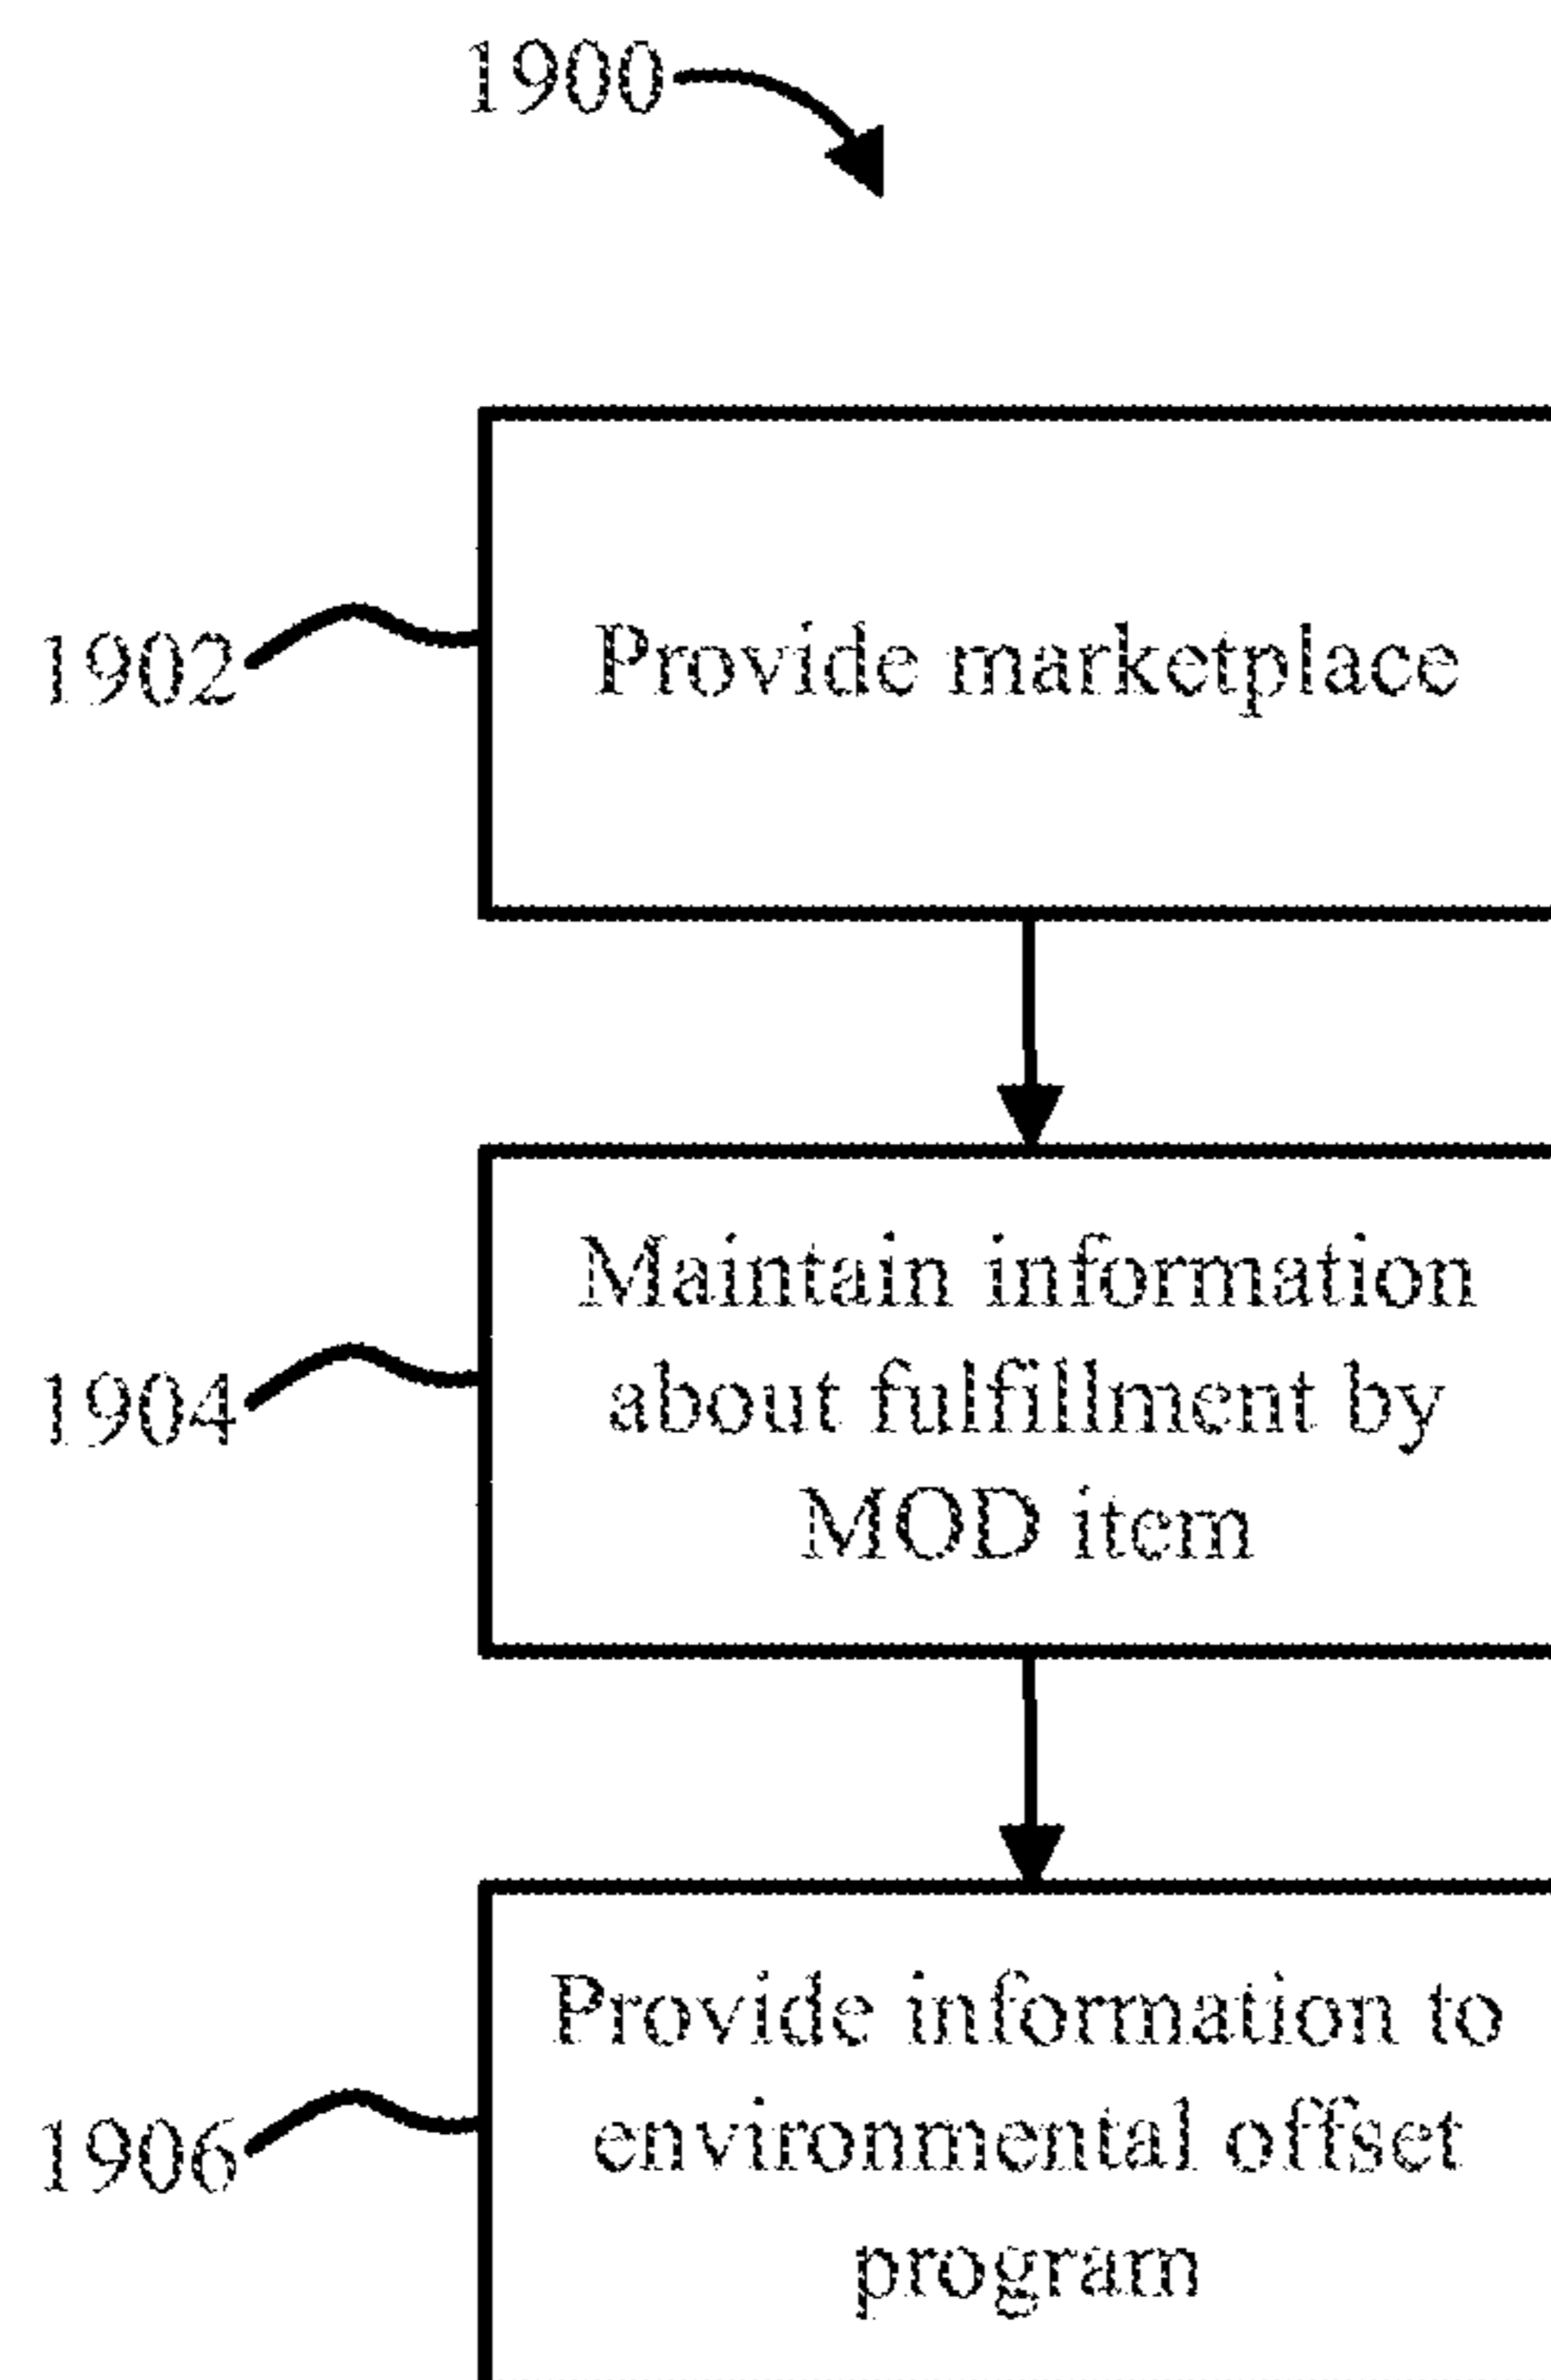 1900
1902
Provide marketplace
1904
Maintain information
about fulfillment by
MOD item
1906
Provide information to
environmental offset
program